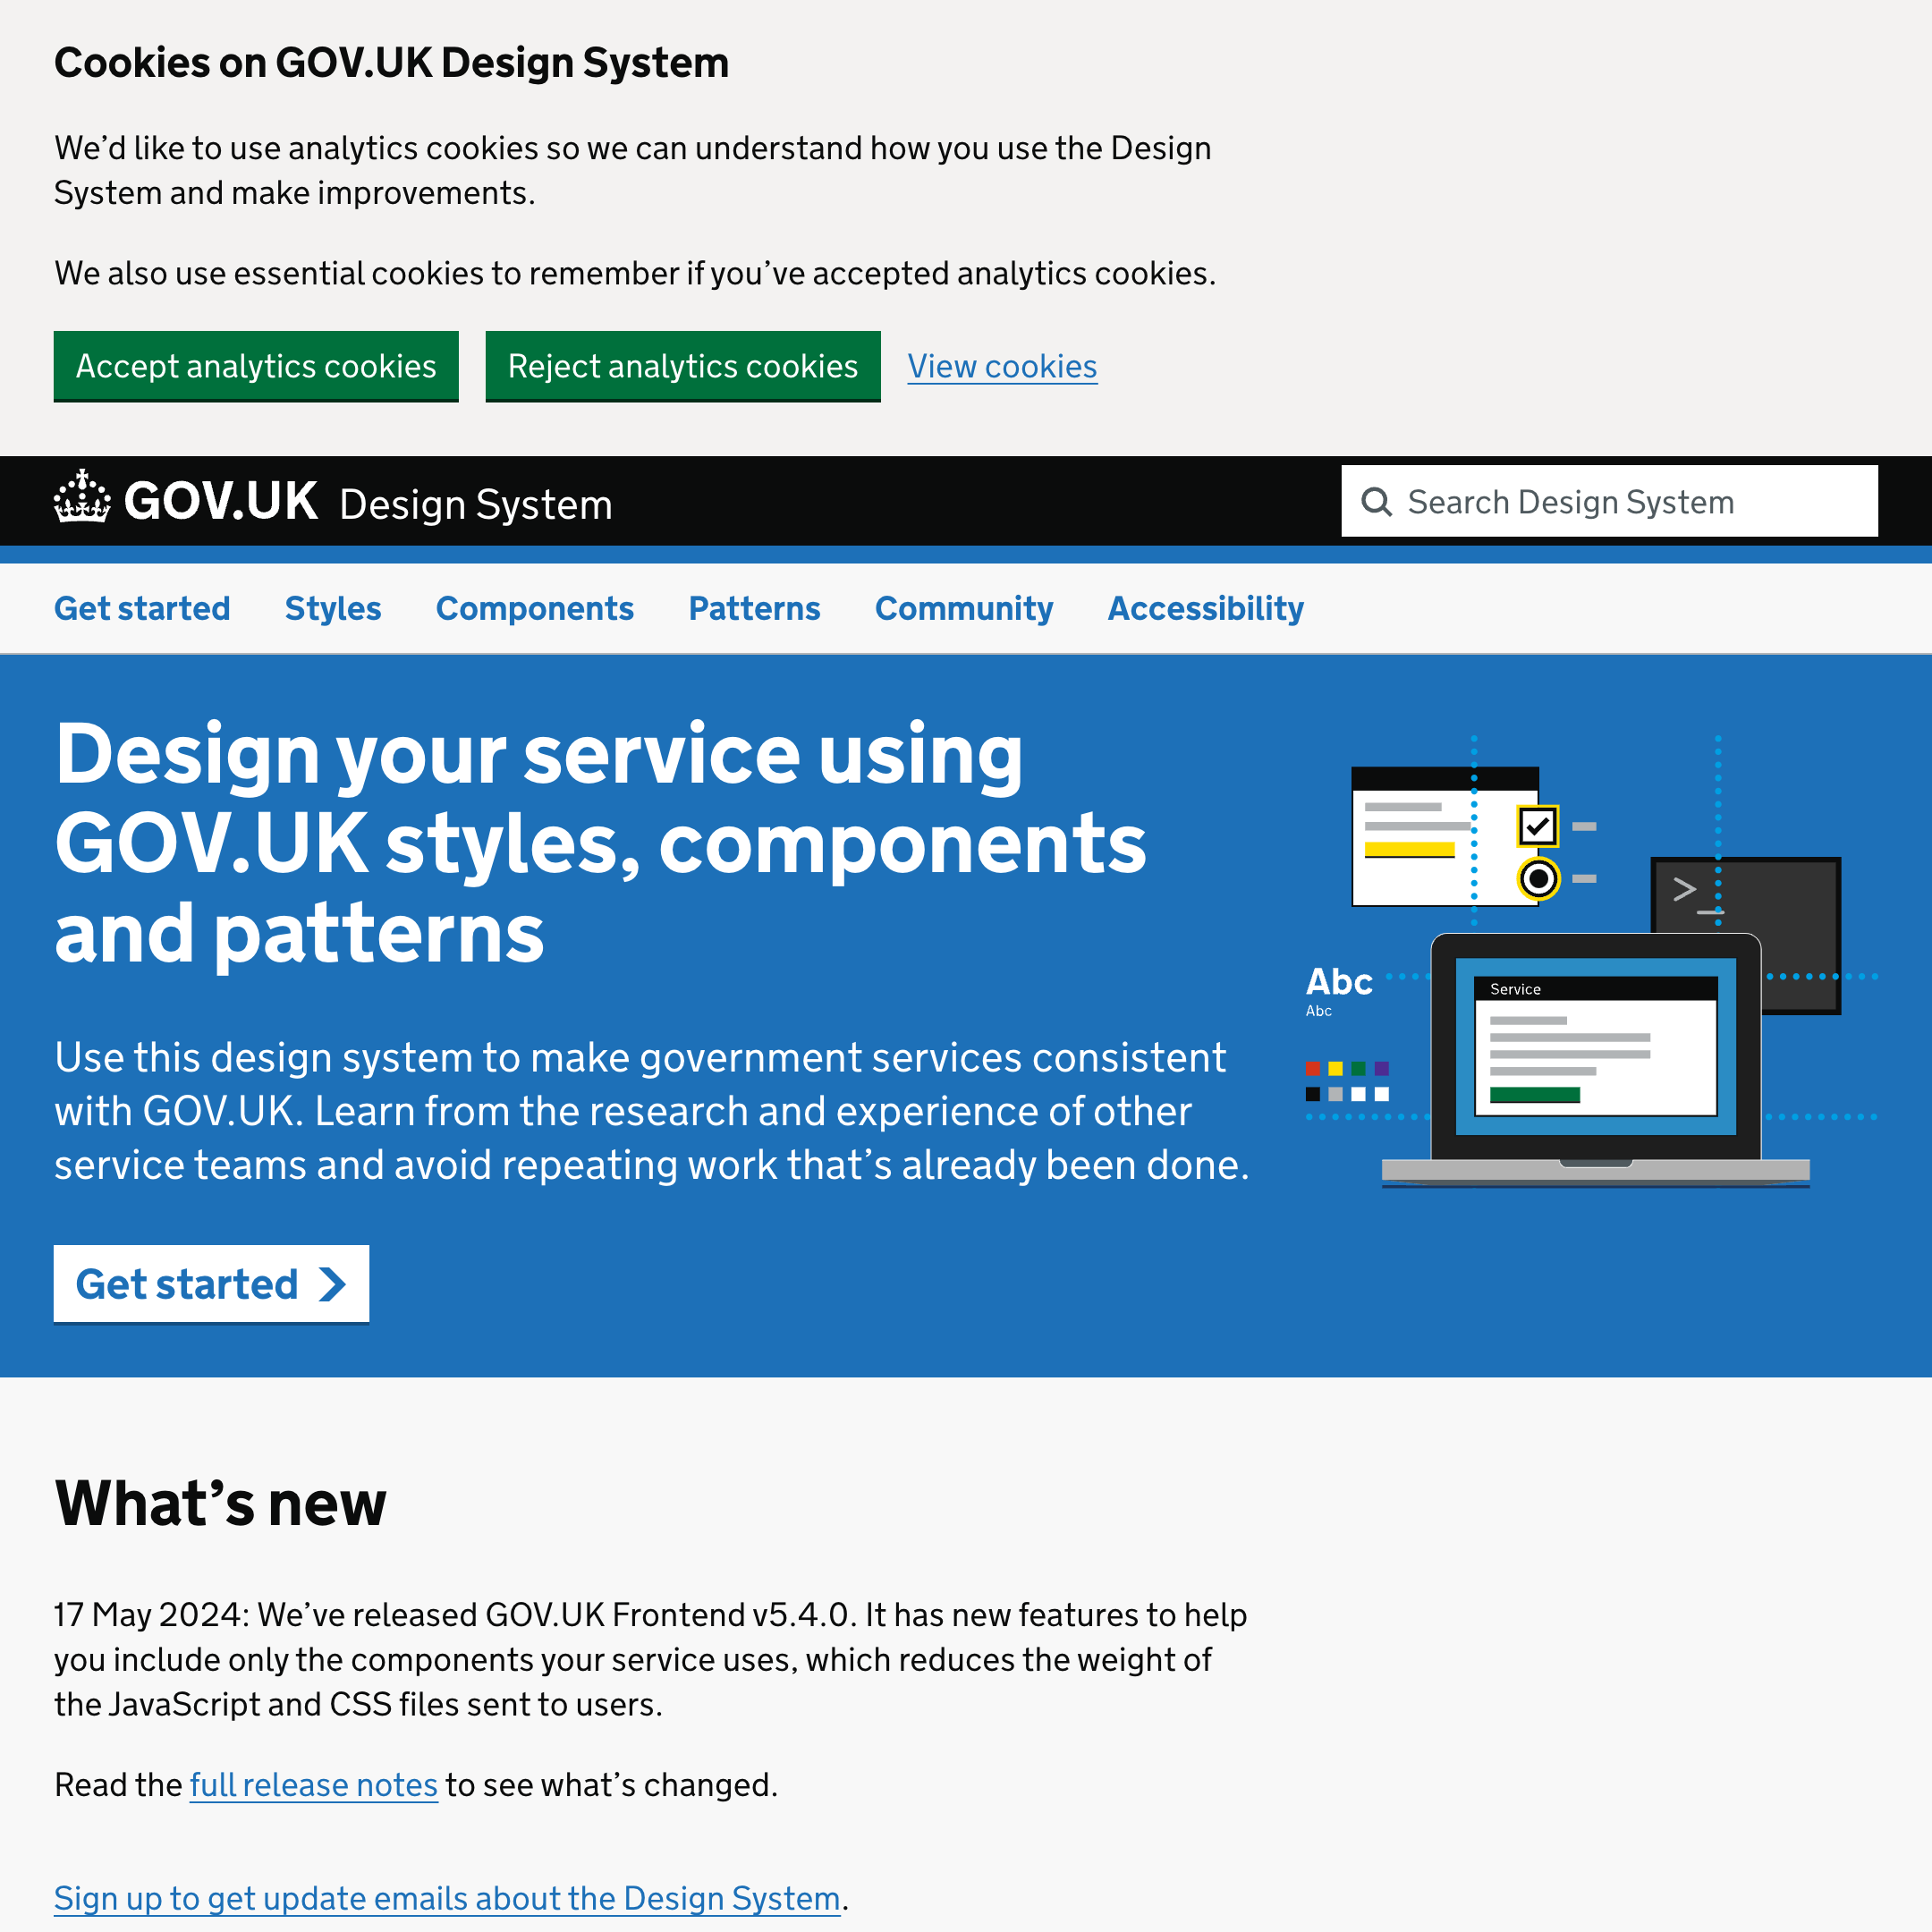 Cookies on GOV.UK Design System
We’d like to use analytics cookies so we can understand how you use the Design
System and make improvements.
We also use essential cookies to remember if you’ve accepted analytics cookies.
Accept analytics cookies
Reject analytics cookies
View cookies
GOV.UK Design System
Search Design System
Get started
Styles
Components
Patterns
Community
Accessibility
Design your service using
GOV.UK styles, components
and patterns
Use this design system to make government services consistent
with GOV.UK. Learn from the research and experience of other
service teams and avoid repeating work that’s already been done.
Get started
>_
Abc
Abc
Service
What’s new
17 May 2024: We’ve released GOV.UK Frontend v5.4.0. It has new features to help
you include only the components your service uses, which reduces the weight of
the JavaScript and CSS files sent to users.
Read the full release notes to see what’s changed.
Sign up to get update emails about the Design System.